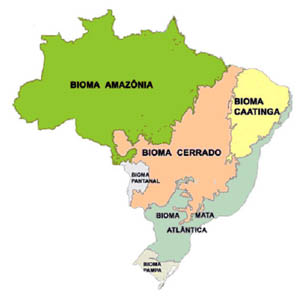 BIOMA AMAZÔNIA
BIOMA
CAATINGA
BIOMA CERRADO
BIOMA
PANTANAL
BIOMA MATA
ATLÂNTICA
BIOMA
PAMPA